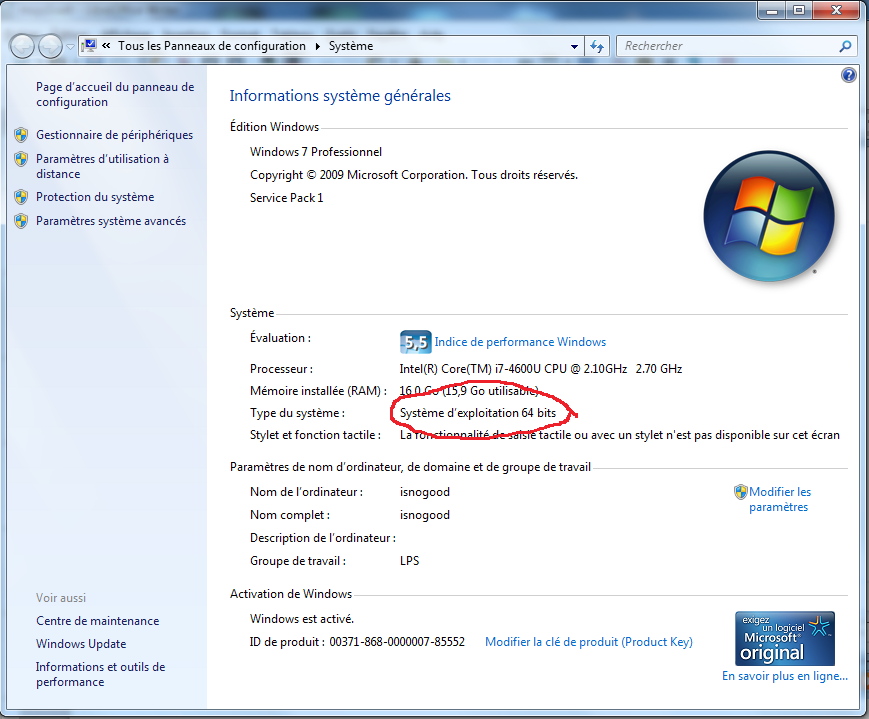 « Tous les Panneaux de configuration ▸ Système
Rechercher
Page d'accueil du panneau de
configuration
Gestionnaire de périphériques
Paramètres d'utilisation à
distance
Protection du système
Paramètres système avancés
Voir aussi
Centre de maintenance
Windows Update
Informations et outils de
performance
Informations système générales
Édition Windows
Windows 7 Professionnel
Copyright © 2009 Microsoft Corporation. Tous droits réservés.
Service Pack 1
Système
Évaluation :
5,5 Indice de performance Windows
Processeur : Intel(R) Core(TM) i7-4600U CPU @ 2.10GHz 2.70 GHz
Mémoire installée (RAM) : 16,0 Go (15,9 Go utilisable)
Type du système : Système d'exploitation 64 bits
Stylet et fonction tactile : La fonctionnalité de saisie tactile ou avec un stylet n'est pas disponible sur cet écran
Paramètres de nom d'ordinateur, de domaine et de groupe de travail
Nom de l'ordinateur : isnogood
Modifier les
paramètres
Nom complet : isnogood
Description de l'ordinateur :
Groupe de travail : LPS
Activation de Windows
Windows est activé.
ID de produit : 00371-868-0000007-85552 Modifier la clé de produit (Product Key)
exigez
un logiciel
Microsoft®
original
En savoir plus en ligne...